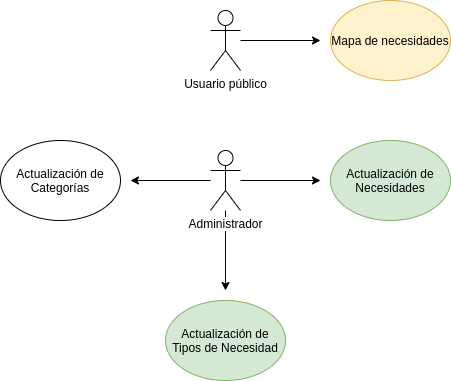 Mapa de necesidades
Usuario público
Actualización de
Categorías
Actualización de
Necesidades
Administrador
Actualización de
Tipos de Necesidad